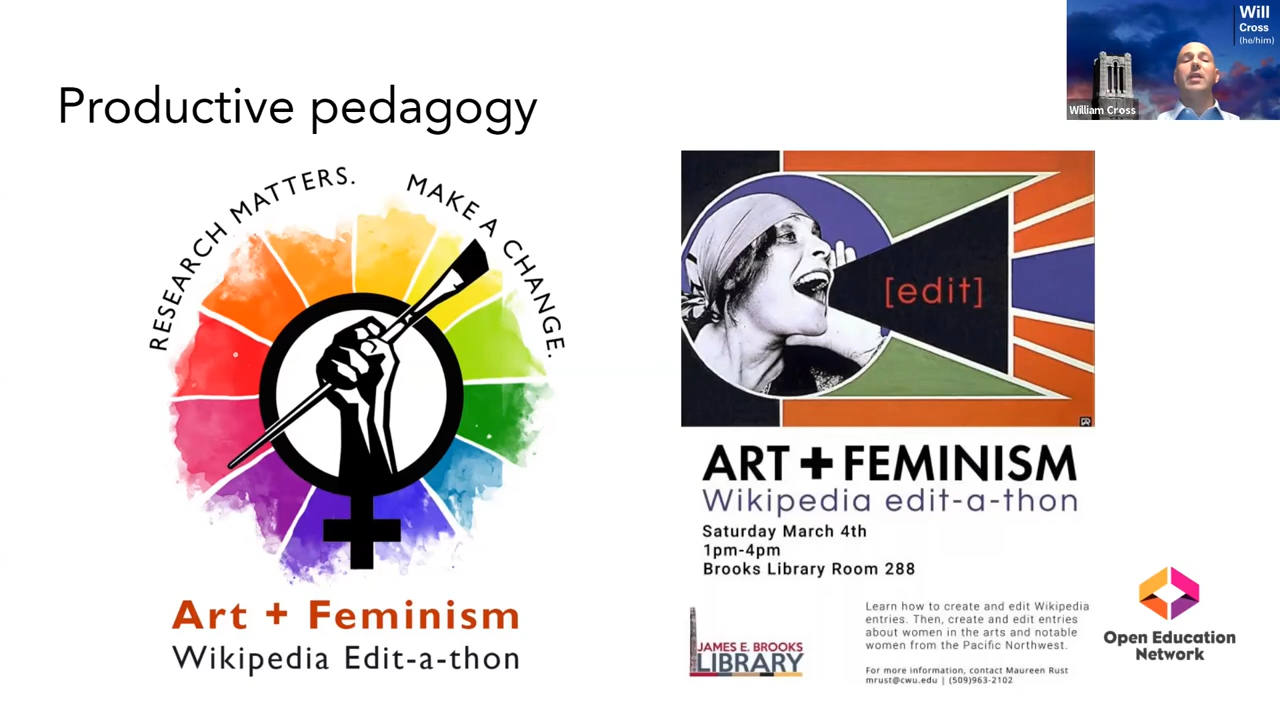 Will
Cross
(he/him)
William Cross
Productive pedagogy
RESEARCH MATTERS. MAKE A CHANGE.
Art + Feminism
Wikipedia Edit-a-thon
[edit]
ART + FEMINISM
Wikipedia edit-a-thon
Saturday March 4th
1pm-4pm
Brooks Library Room 288
JAMES E. BROOKS
LIBRARY
Learn how to create and edit Wikipedia
entries. Then, create and edit entries
about women in the arts and notable
women from the Pacific Northwest.
For more information, contact Maureen Rust
mrust@cwu.edu | (509)963-2102
Open Education
Network